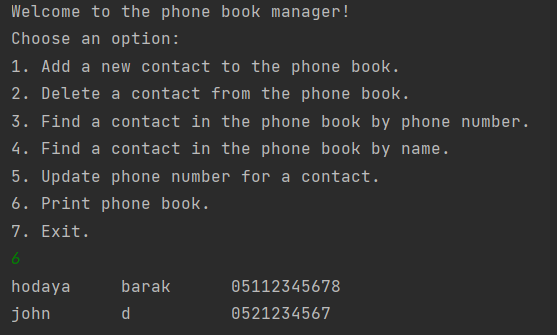 Welcome to the phone book manager!
Choose an option:
1. Add a new contact to the phone book.
2. Delete a contact from the phone book.
3. Find a contact in the phone book by phone number.
4. Find a contact in the phone book by name.
5. Update phone number for a contact.
6. Print phone book.
7. Exit.
6
hodaya     barak      05112345678
john       d          0521234567